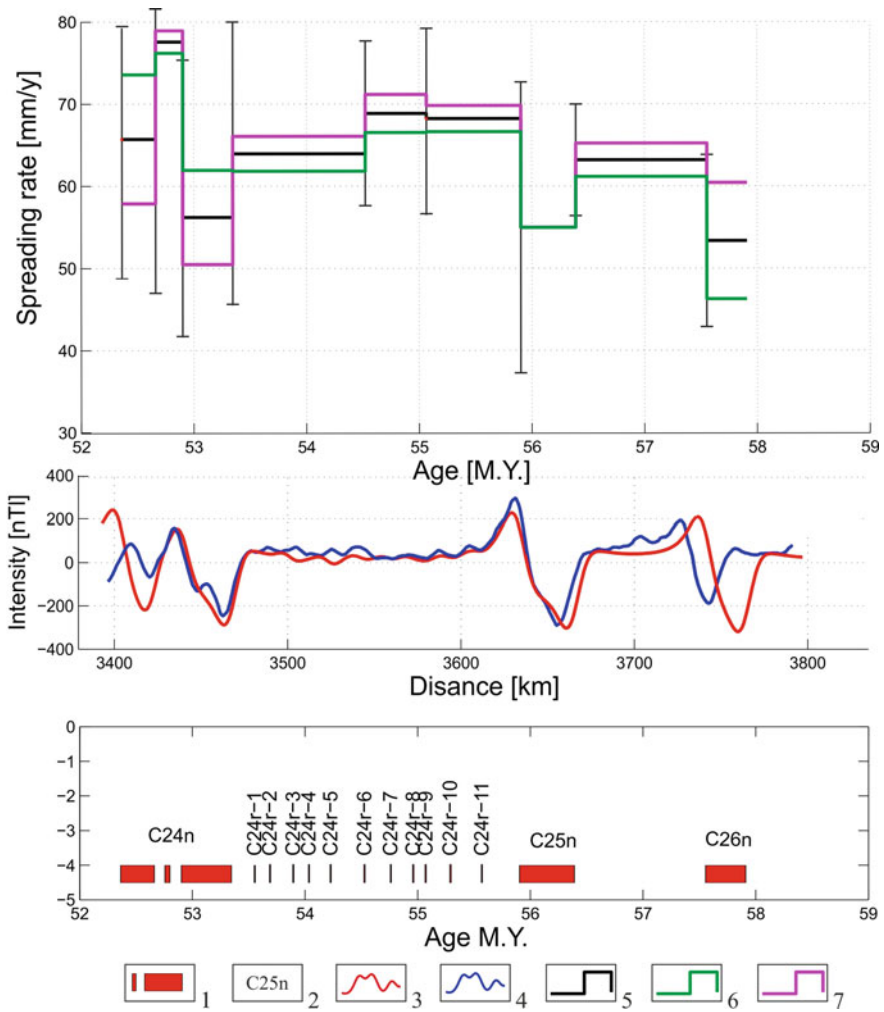 Spreading rate [mm/y]
80
70
60
50
40
30
52 53 54 55 56 57 58 59
Age [M.Y.]
Intensity [nTl]
400
200
0
−200
−400
3400 3500 3600 3700 3800
Disance [km]
0
−1
−2
−3
−4
−5
C24n
C24r−1
C24r−2
C24r−3
C24r−4
C24r−5
C24r−6
C24r−7
C24r−8
C24r−9
C24r−10
C24r−11
C25n
C26n
52 53 54 55 56 57 58 59
Age M.Y.
1 C25n 2 3 4 5 6 7